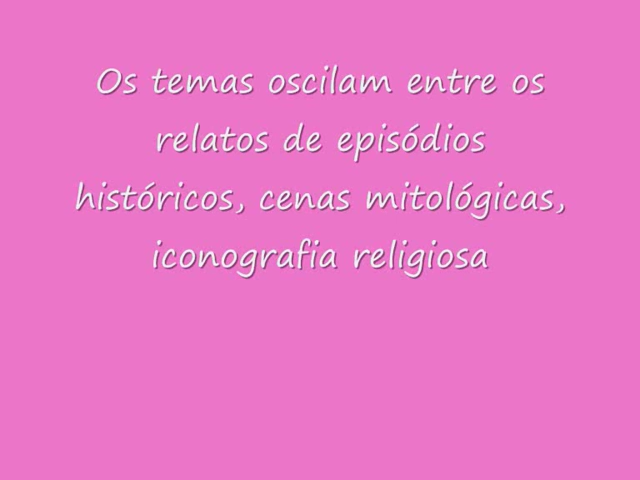 Os temas oscilam entre os
relatos de episódios
históricos, cenas mitológicas,
iconografia religiosa